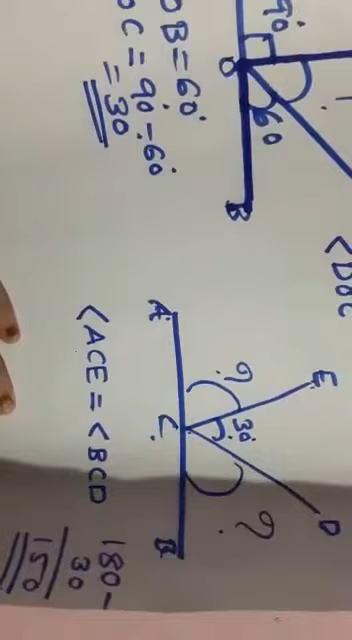 90
O
60
B
OB = 60
OC = 90 - 60
= 30
<DOC
E
D
? 30 ?
A C B
<ACE = <BCD
180 -
30
150